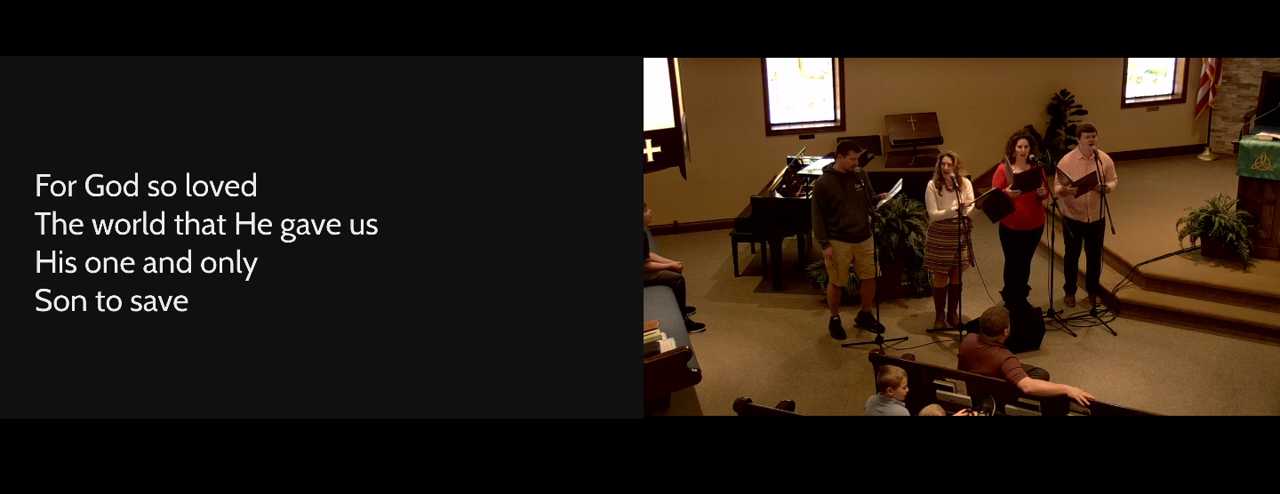 For God so loved
The world that He gave us
His one and only
Son to save